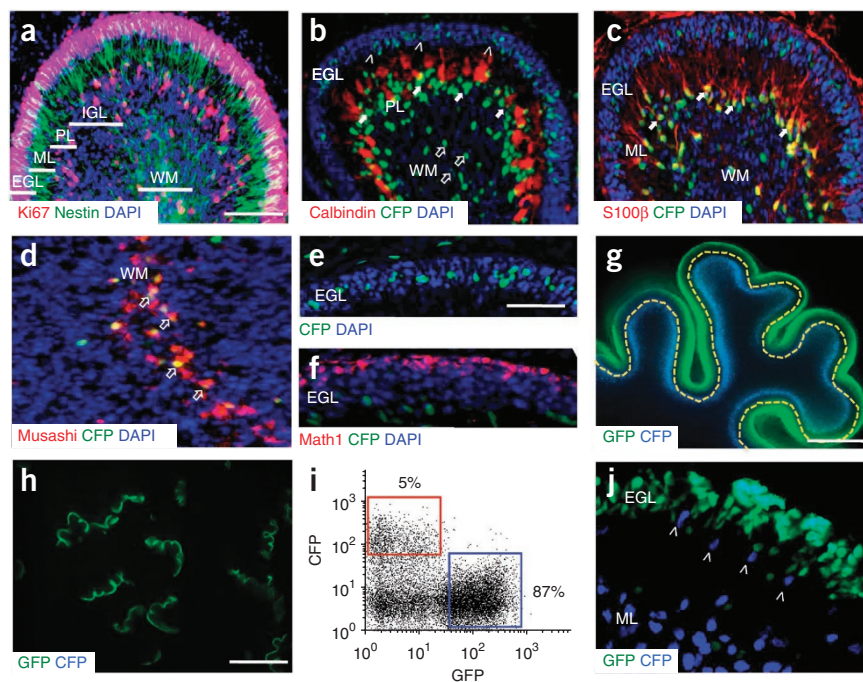 a
IGL
PL
ML
EGL
WM
Ki67 Nestin DAPI
b
EGL
PL
WM
Calbindin CFP DAPI
c
EGL
ML
WM
S100β CFP DAPI
d
WM
Musashi CFP DAPI
e
EGL
CFP DAPI
f
EGL
Math1 CFP DAPI
g
GFP CFP
h
GFP CFP
i
5%
87%
CFP
10³
10²
10¹
10⁰
10⁰ 10¹ 10² 10³
GFP
j
EGL
ML
GFP CFP